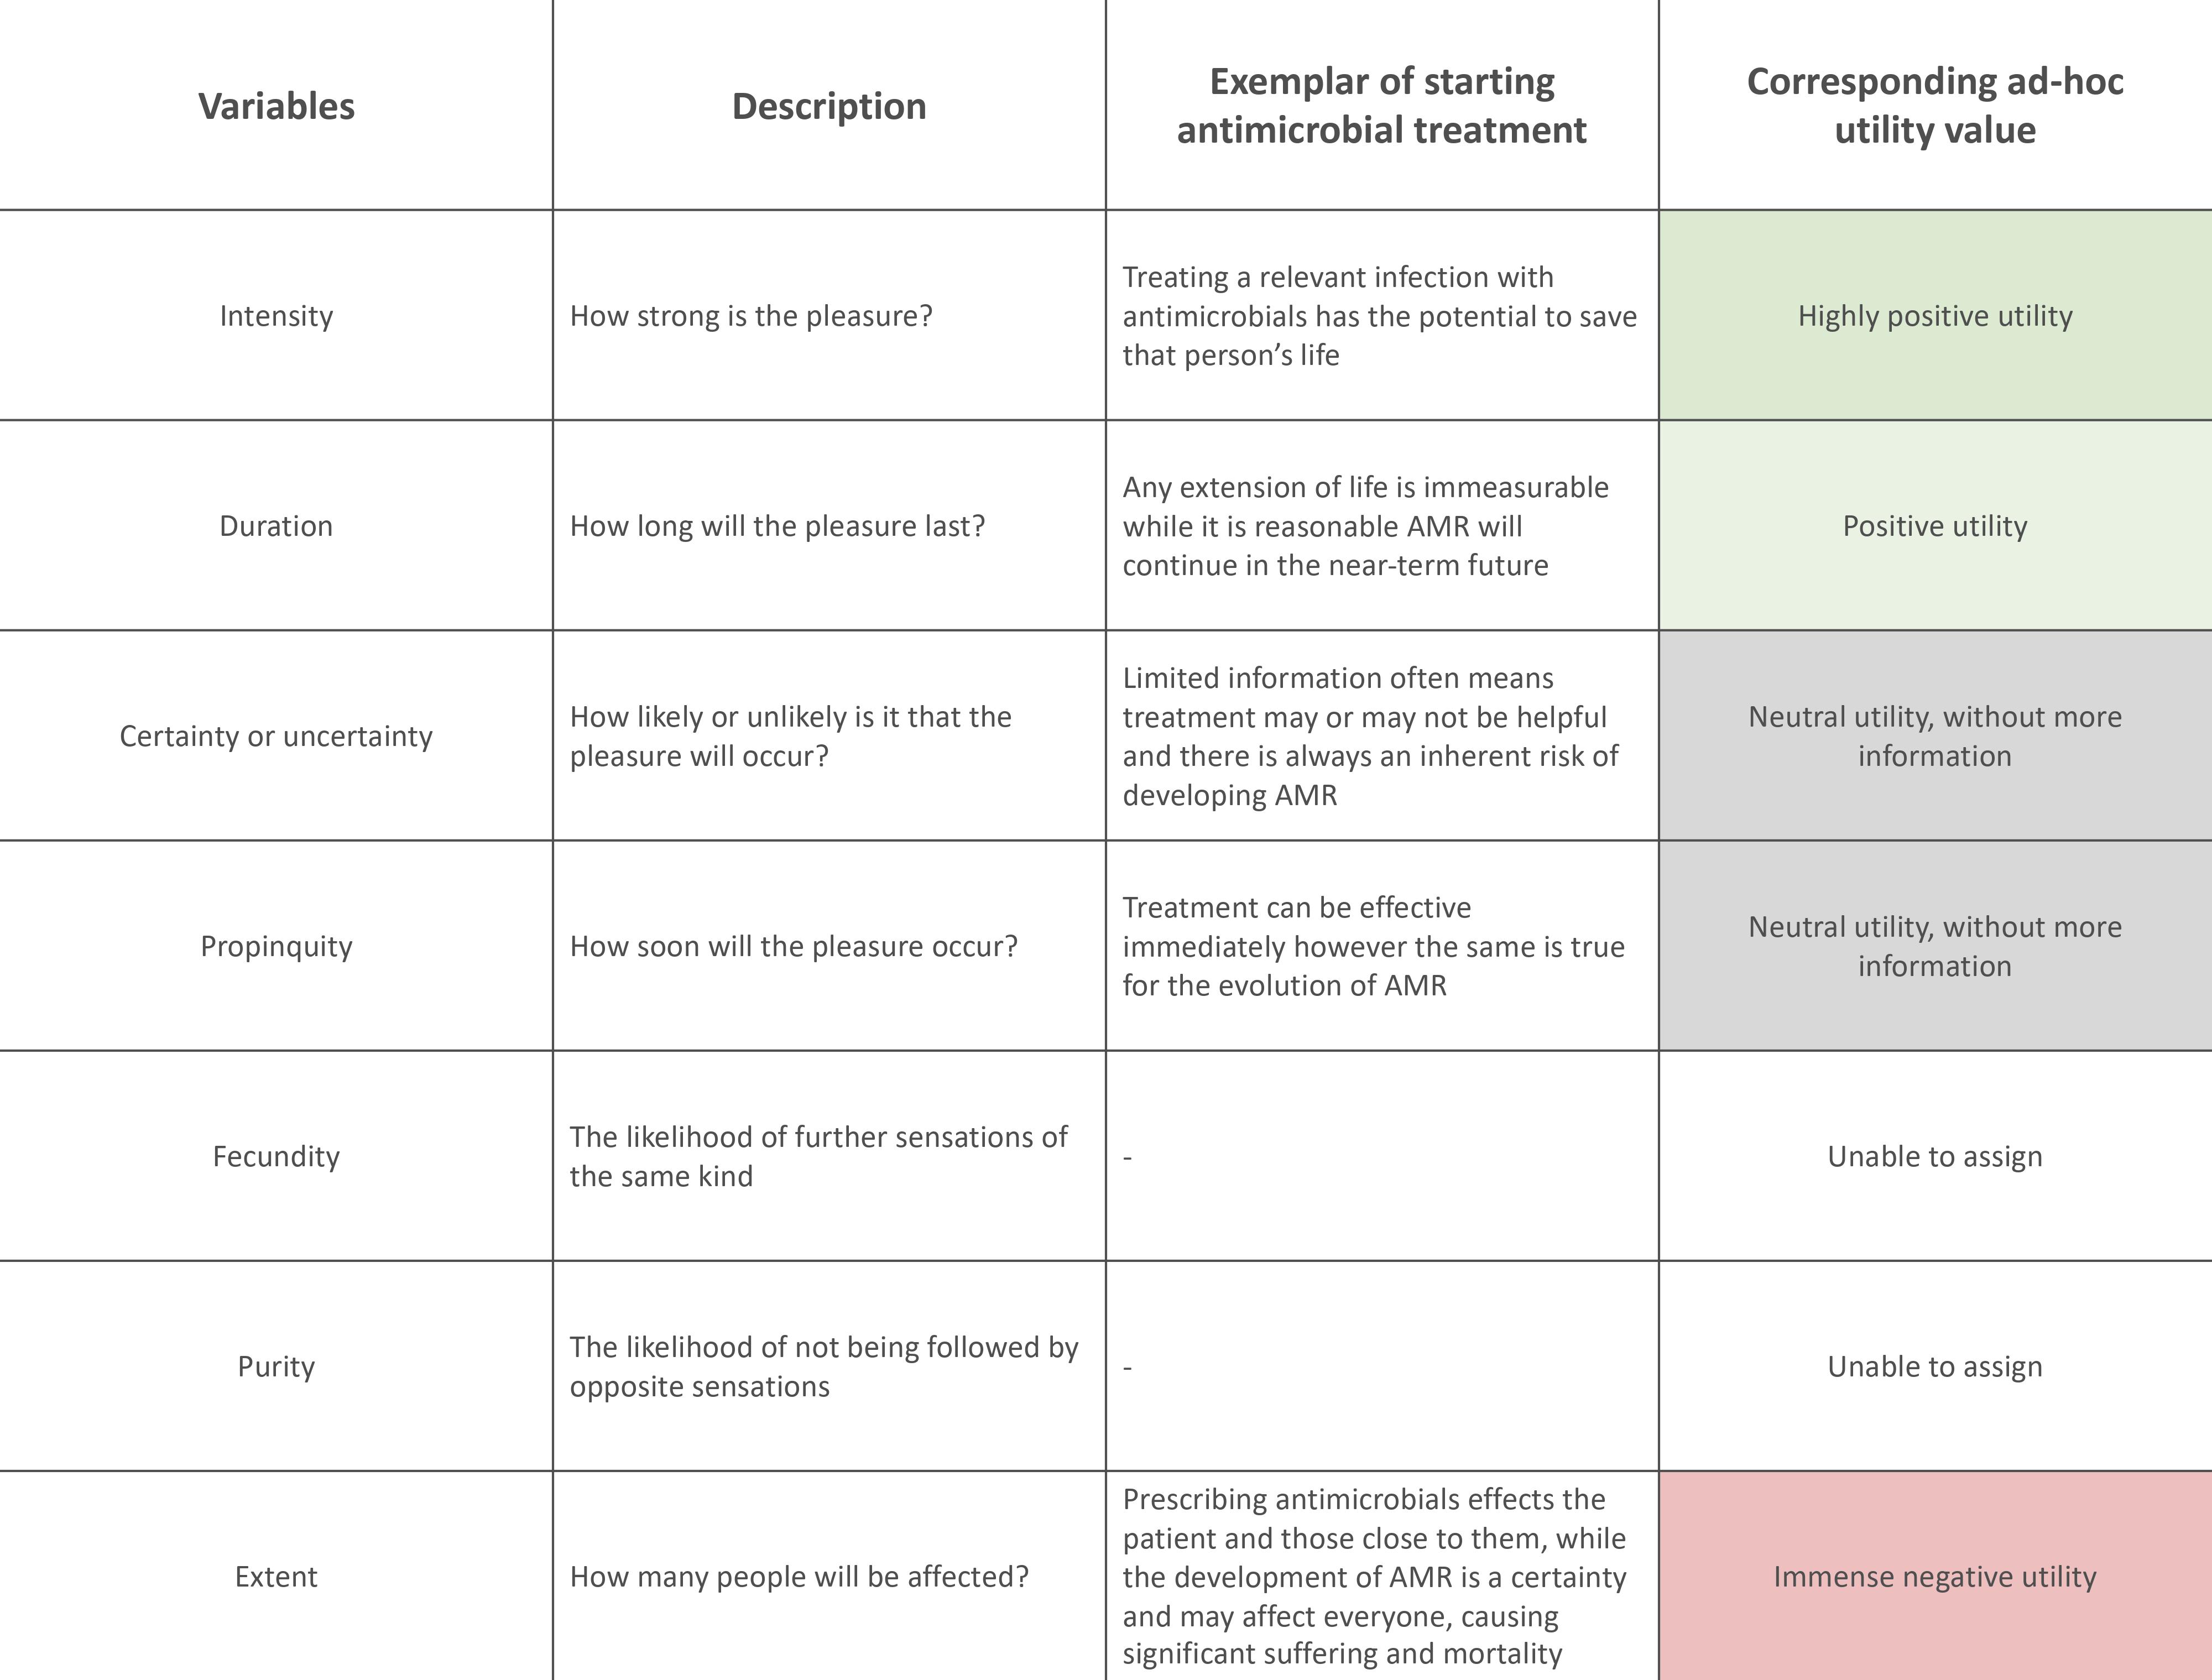 Variables
Description
Exemplar of starting
antimicrobial treatment
Corresponding ad-hoc
utility value
Intensity
How strong is the pleasure?
Treating a relevant infection with
antimicrobials has the potential to save
that person’s life
Highly positive utility
Duration
How long will the pleasure last?
Any extension of life is immeasurable
while it is reasonable AMR will
continue in the near-term future
Positive utility
Certainty or uncertainty
How likely or unlikely is it that the
pleasure will occur?
Limited information often means
treatment may or may not be helpful
and there is always an inherent risk of
developing AMR
Neutral utility, without more
information
Propinquity
How soon will the pleasure occur?
Treatment can be effective
immediately however the same is true
for the evolution of AMR
Neutral utility, without more
information
Fecundity
The likelihood of further sensations of
the same kind
-
Unable to assign
Purity
The likelihood of not being followed by
opposite sensations
-
Unable to assign
Extent
How many people will be affected?
Prescribing antimicrobials effects the
patient and those close to them, while
the development of AMR is a certainty
and may affect everyone, causing
significant suffering and mortality
Immense negative utility